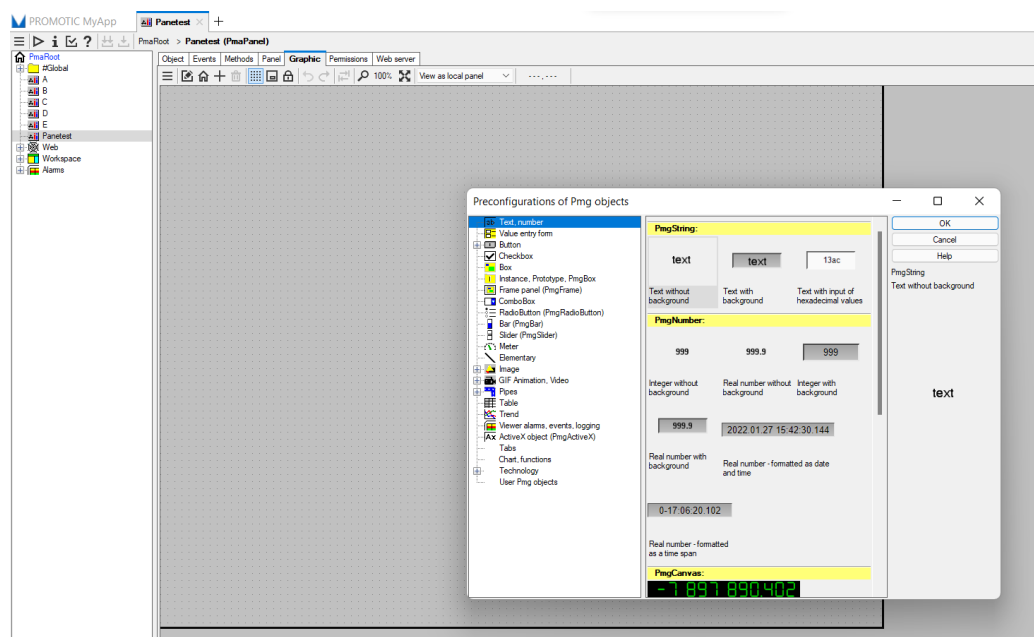 PROMOTIC MyApp
Panetest
PmaRoot > Panetest (PmaPanel)
PmaRoot
#Global
A
B
C
D
E
Panetest
Web
Workspace
Alarms
Object Events Methods Panel Graphic Permissions Web server
100% View as local panel ---,---
Preconfigurations of Pmg objects
Text, number
Value entry form
Button
Checkbox
Box
Instance, Prototype, PmgBox
Frame panel (PmgFrame)
ComboBox
RadioButton (PmgRadioButton)
Bar (PmgBar)
Slider (PmgSlider)
Meter
Elementary
Image
GIF Animation, Video
Pipes
Table
Trend
Viewer alarms, events, logging
ActiveX object (PmgActiveX)
Tabs
Chart, functions
Technology
User Pmg objects
PmgString:
text text 13ac
Text without background
Text with background
Text with input of hexadecimal values
PmgNumber:
999 999.9 999
Integer without background
Real number without background
Integer with background
999.9 2022.01.27 15:42:30.144
Real number with background
Real number - formatted as date and time
0-17:06:20.102
Real number - formatted as a time span
PmgCanvas:
-7 897 890.402
OK
Cancel
Help
PmgString
Text without background
text